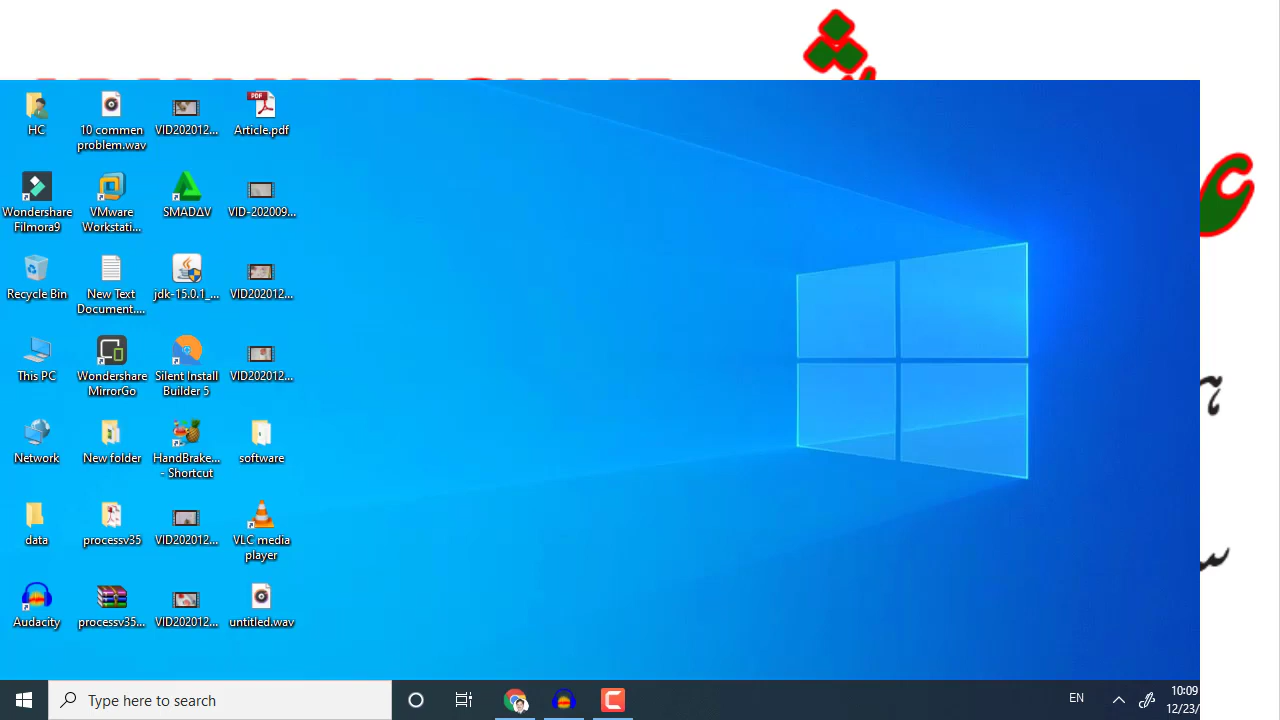 HC
10 commen
problem.wav
VID202012...
Article.pdf
Wondershare
Filmora9
VMware
Workstati...
SMADΔV
VID-202009...
Recycle Bin
New Text
Document....
jdk-15.0.1_...
VID202012...
This PC
Wondershare
MirrorGo
Silent Install
Builder 5
VID202012...
Network
New folder
HandBrake...
- Shortcut
software
data
processv35
VID202012...
VLC media
player
Audacity
processv35...
VID202012...
untitled.wav
Type here to search
EN
10:09
12/23/